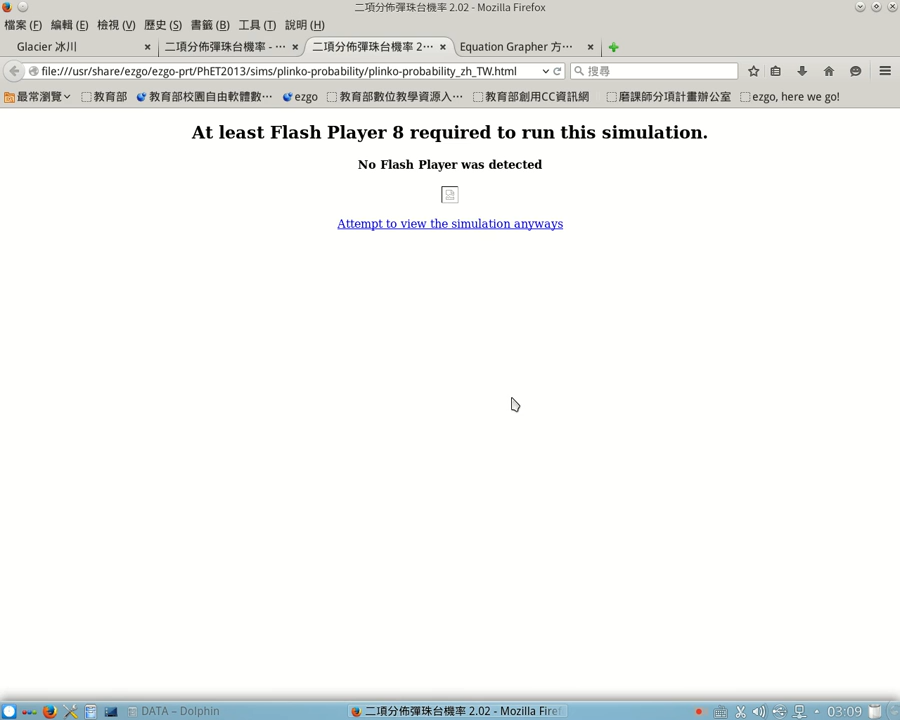 二項分佈彈珠台機率 2.02 - Mozilla Firefox
檔案 (F) 編輯 (E) 檢視 (V) 歷史 (S) 書籤 (B) 工具 (T) 說明 (H)
Glacier 冰川 二項分佈彈珠台機率 - ··· 二項分佈彈珠台機率 2··· Equation Grapher 方···
file:///usr/share/ezgo/ezgo-prt/PhET2013/sims/plinko-probability/plinko-probability_zh_TW.html 搜尋
最常瀏覽 教育部 教育部校園自由軟體數··· ezgo 教育部數位教學資源入··· 教育部創用CC資訊網 磨課師分項計畫辦公室 ezgo, here we go!
At least Flash Player 8 required to run this simulation.
No Flash Player was detected
Attempt to view the simulation anyways
DATA – Dolphin 二項分佈彈珠台機率 2.02 - Mozilla Firef 03:09